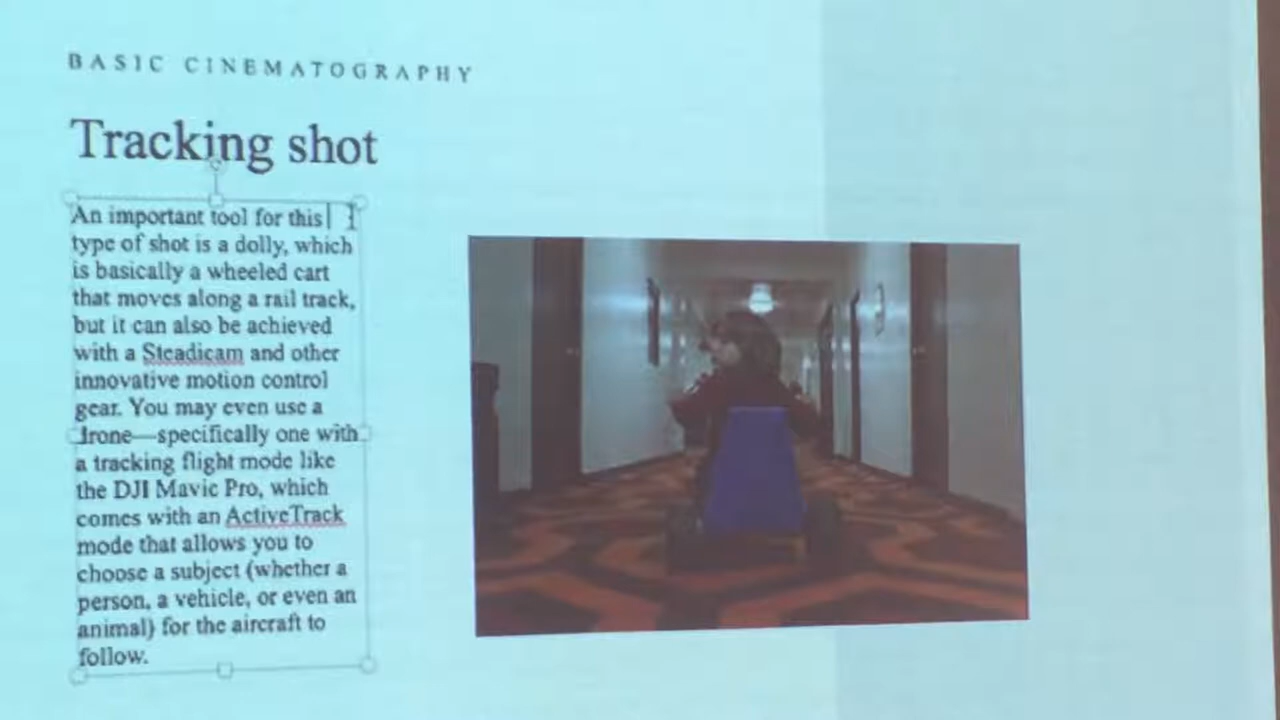 BASIC CINEMATOGRAPHY
Tracking shot
An important tool for this
type of shot is a dolly, which
is basically a wheeled cart
that moves along a rail track,
but it can also be achieved
with a Steadicam and other
innovative motion control
gear. You may even use a
drone—specifically one with
a tracking flight mode like
the DJI Mavic Pro, which
comes with an ActiveTrack
mode that allows you to
choose a subject (whether a
person, a vehicle, or even an
animal) for the aircraft to
follow.